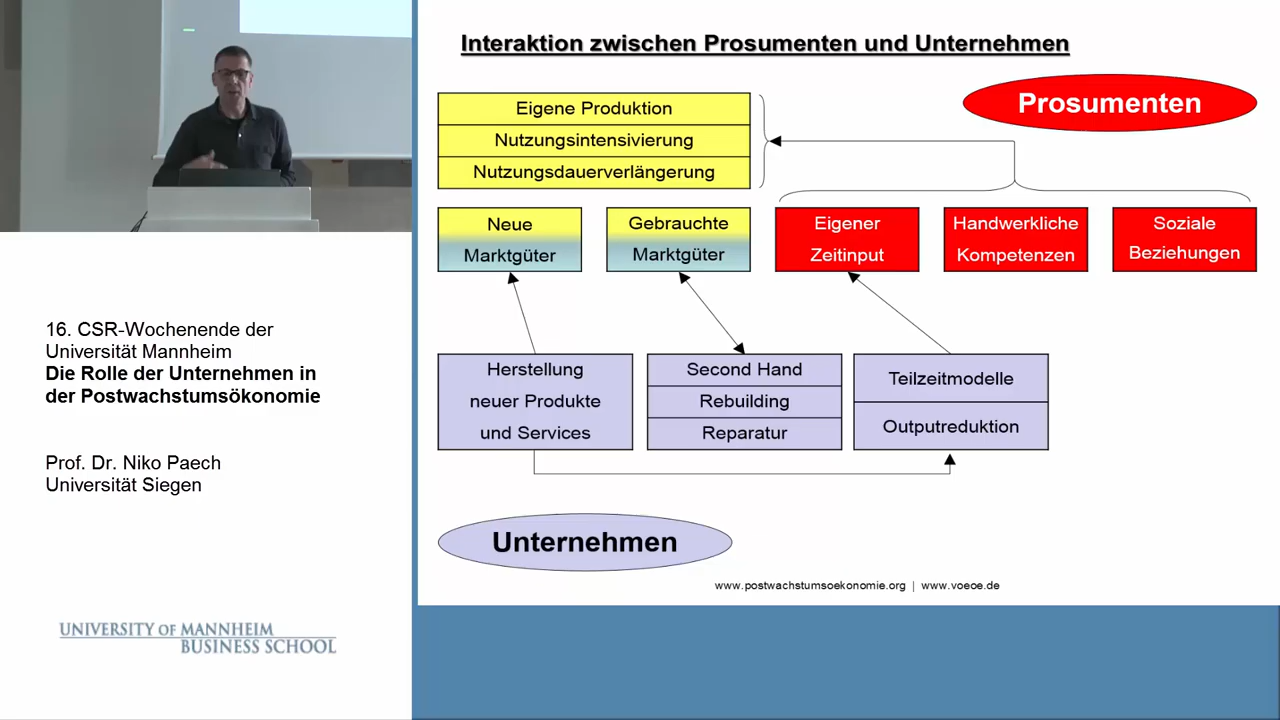 Interaktion zwischen Prosumenten und Unternehmen
Prosumenten
Eigene Produktion
Nutzungsintensivierung
Nutzungsdauerverlängerung
Neue
Marktgüter
Gebrauchte
Marktgüter
Eigener
Zeitinput
Handwerkliche
Kompetenzen
Soziale
Beziehungen
Herstellung
neuer Produkte
und Services
Second Hand
Rebuilding
Reparatur
Teilzeitmodelle
Outputreduktion
Unternehmen
www.postwachstumsoekonomie.org | www.voeoe.de
16. CSR-Wochenende der
Universität Mannheim
Die Rolle der Unternehmen in
der Postwachstumsökonomie
Prof. Dr. Niko Paech
Universität Siegen
UNIVERSITY OF MANNHEIM
BUSINESS SCHOOL